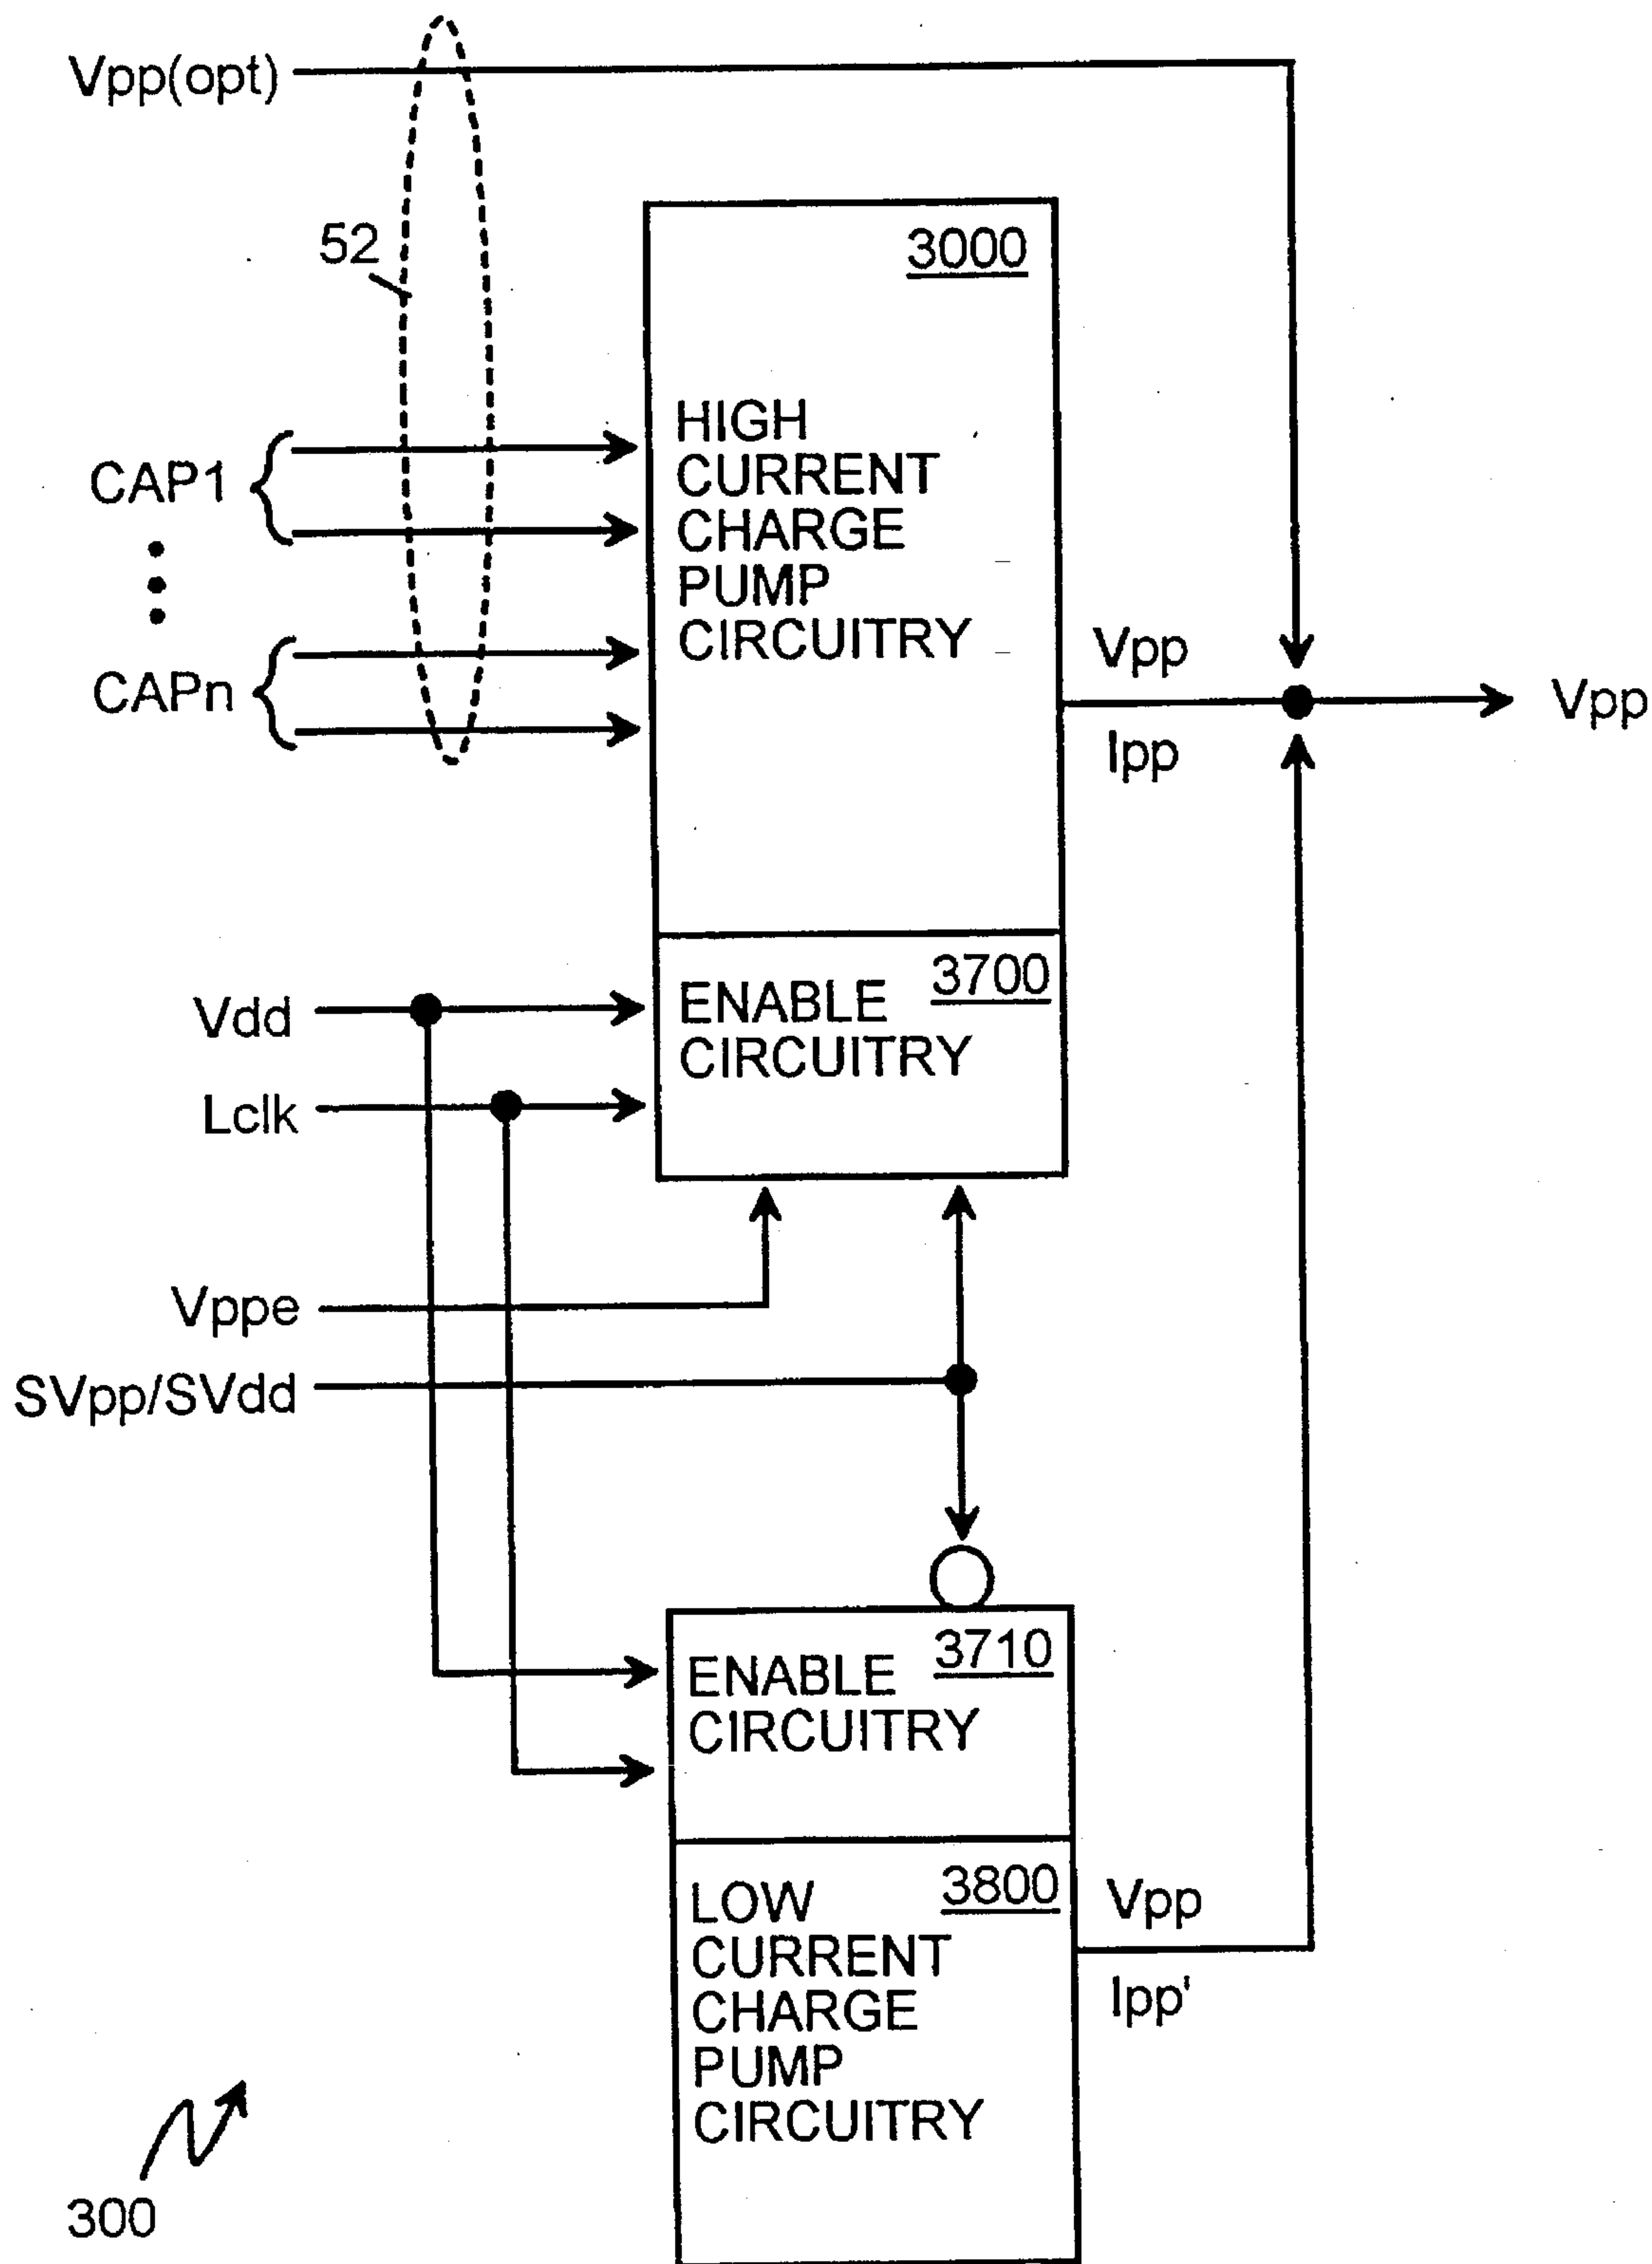 Vpp(opt)
52
3000
HIGH
CURRENT
CHARGE
PUMP
CIRCUITRY
CAP1
CAPn
Vpp
Ipp
Vpp
3700
ENABLE
CIRCUITRY
Vdd
Lclk
Vppe
SVpp/SVdd
3710
ENABLE
CIRCUITRY
3800
LOW
CURRENT
CHARGE
PUMP
CIRCUITRY
Vpp
Ipp'
300